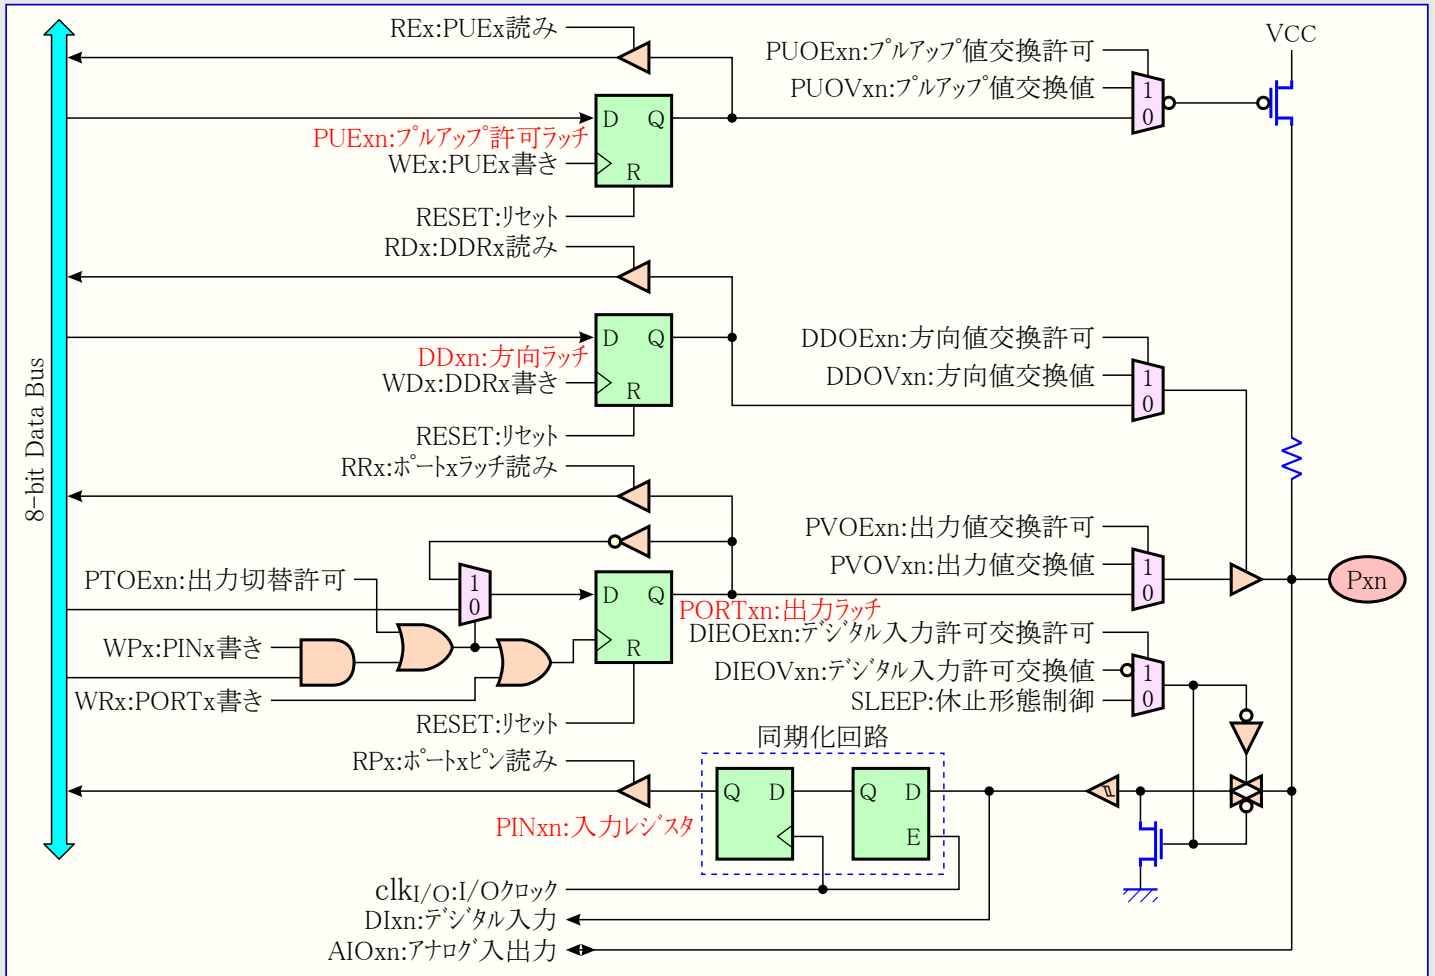 REx:PUEx読み
PUExn:プルアップ許可ラッチ
WEx:PUEx書き
RESET:リセット
D Q
R
PUOExn:プルアップ値交換許可
PUOVxn:プルアップ値交換値
1
0
VCC
RDx:DDRx読み
DDxn:方向ラッチ
WDx:DDRx書き
RESET:リセット
D Q
R
DDOExn:方向値交換許可
DDOVxn:方向値交換値
1
0
8-bit Data Bus
RRx:ポートxラッチ読み
PTOExn:出力切替許可
1
0
WPx:PINx書き
WRx:PORTx書き
RESET:リセット
D Q
R
PORTxn:出力ラッチ
PVOExn:出力値交換許可
PVOVxn:出力値交換値
1
0
Pxn
DIEOExn:デジタル入力許可交換許可
DIEOVxn:デジタル入力許可交換値
SLEEP:休止形態制御
1
0
同期化回路
RPx:ポートxピン読み
PINxn:入力レジスタ
Q D
Q D
E
clkI/O:I/Oクロック
DIxn:デジタル入力
AIOxn:アナログ入出力